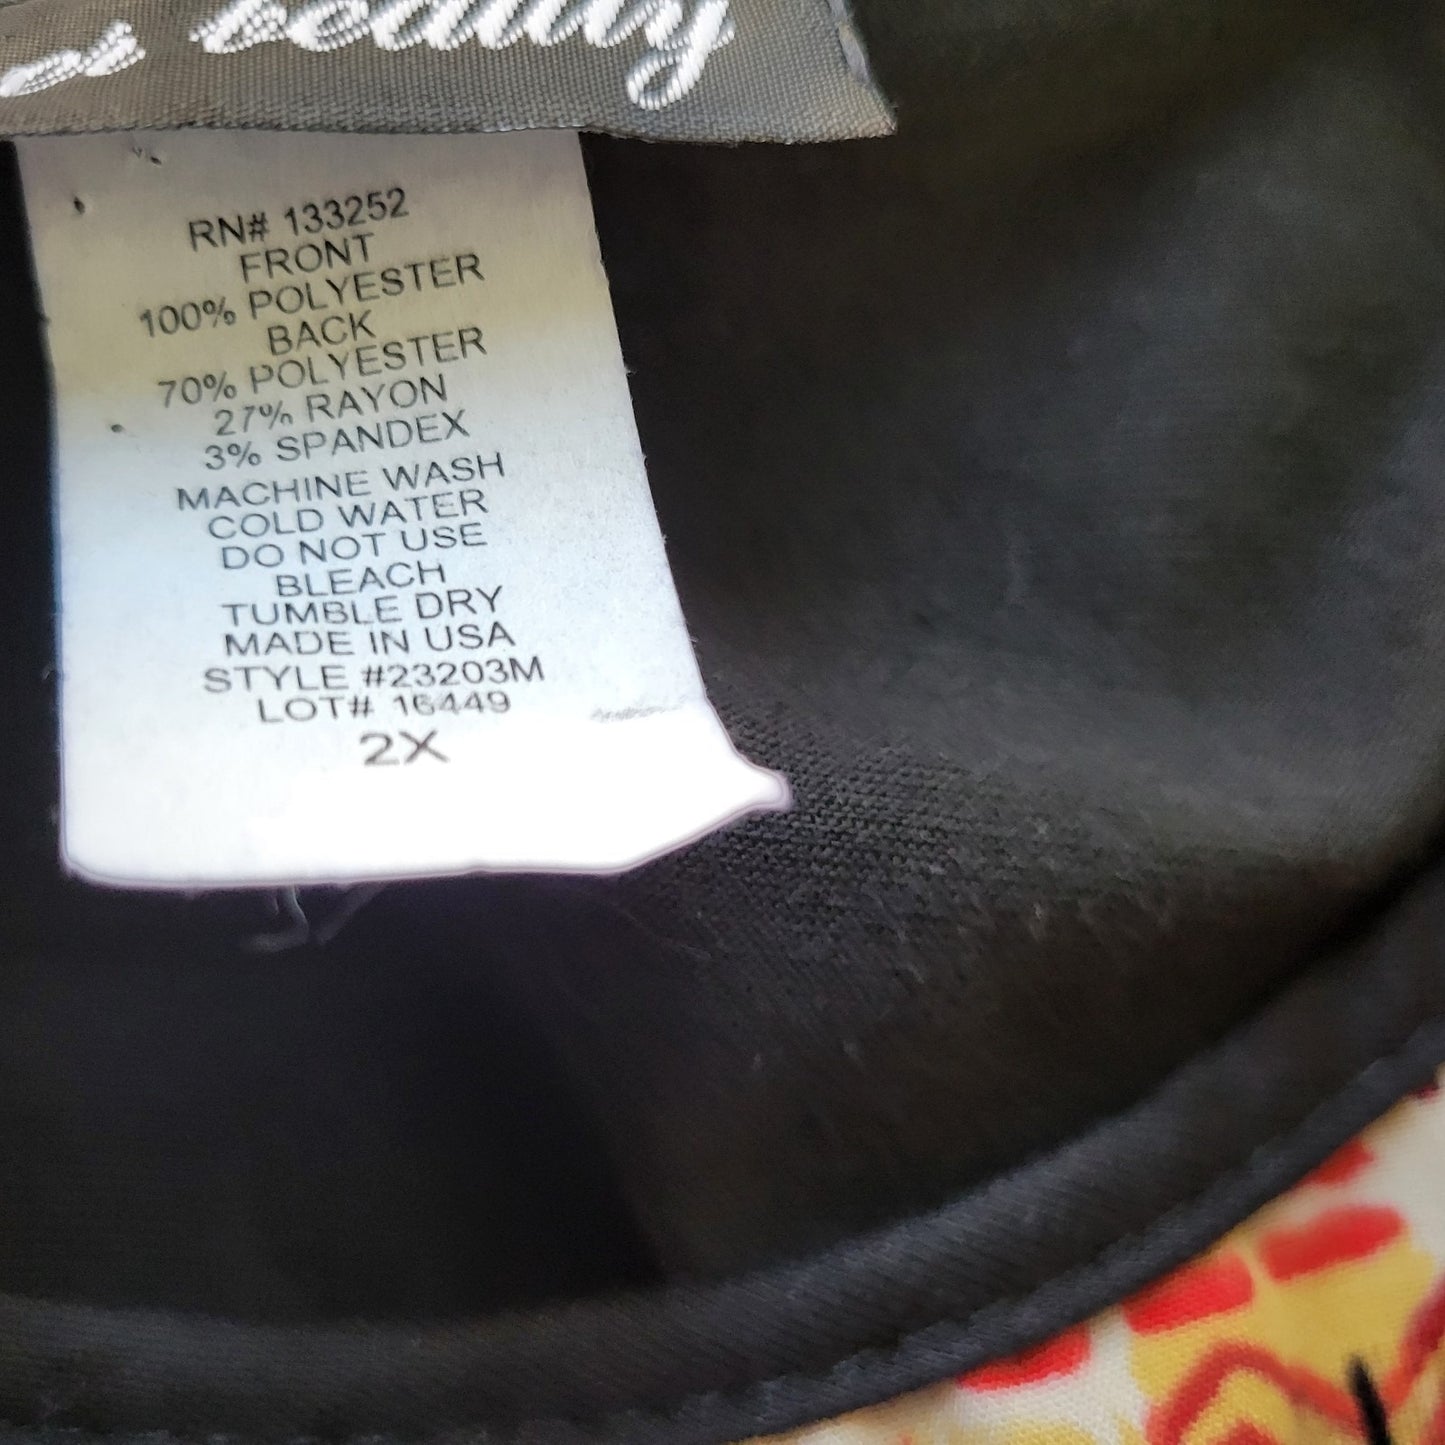 beauty
RN# 133252
FRONT
100% POLYESTER
BACK
70% POLYESTER
27% RAYON
3% SPANDEX
MACHINE WASH
COLD WATER
DO NOT USE
BLEACH
TUMBLE DRY
MADE IN USA
STYLE #23203M
LOT# 16449
2X